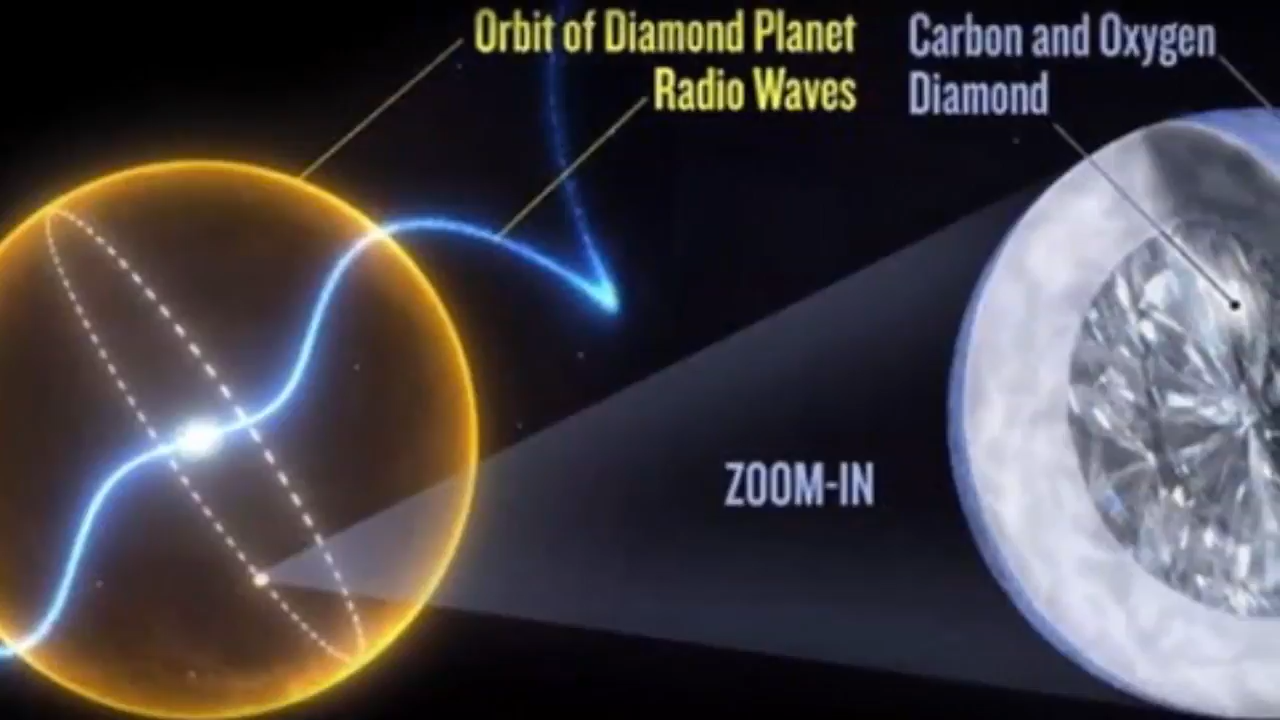 Orbit of Diamond Planet
Radio Waves
Carbon and Oxygen
Diamond
ZOOM-IN